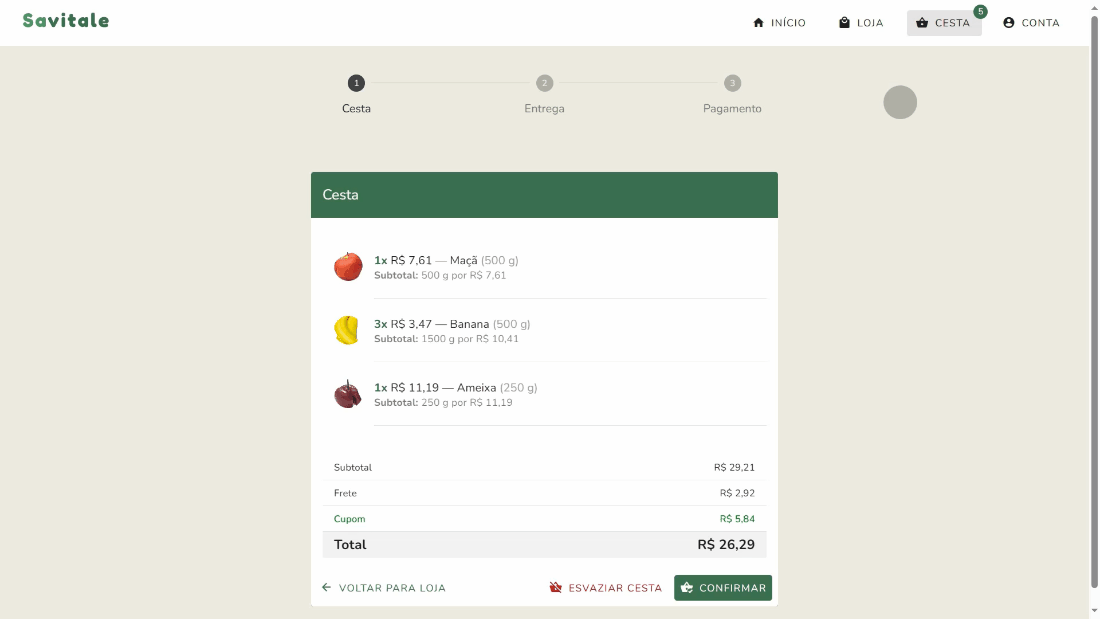 Savitale
INÍCIO
LOJA
CESTA
5
CONTA
1
2
3
Cesta
Entrega
Pagamento
Cesta
1x R$ 7,61 — Maçã (500 g)
Subtotal: 500 g por R$ 7,61
3x R$ 3,47 — Banana (500 g)
Subtotal: 1500 g por R$ 10,41
1x R$ 11,19 — Ameixa (250 g)
Subtotal: 250 g por R$ 11,19
Subtotal R$ 29,21
Frete R$ 2,92
Cupom R$ 5,84
Total R$ 26,29
VOLTAR PARA LOJA
ESVAZIAR CESTA
CONFIRMAR